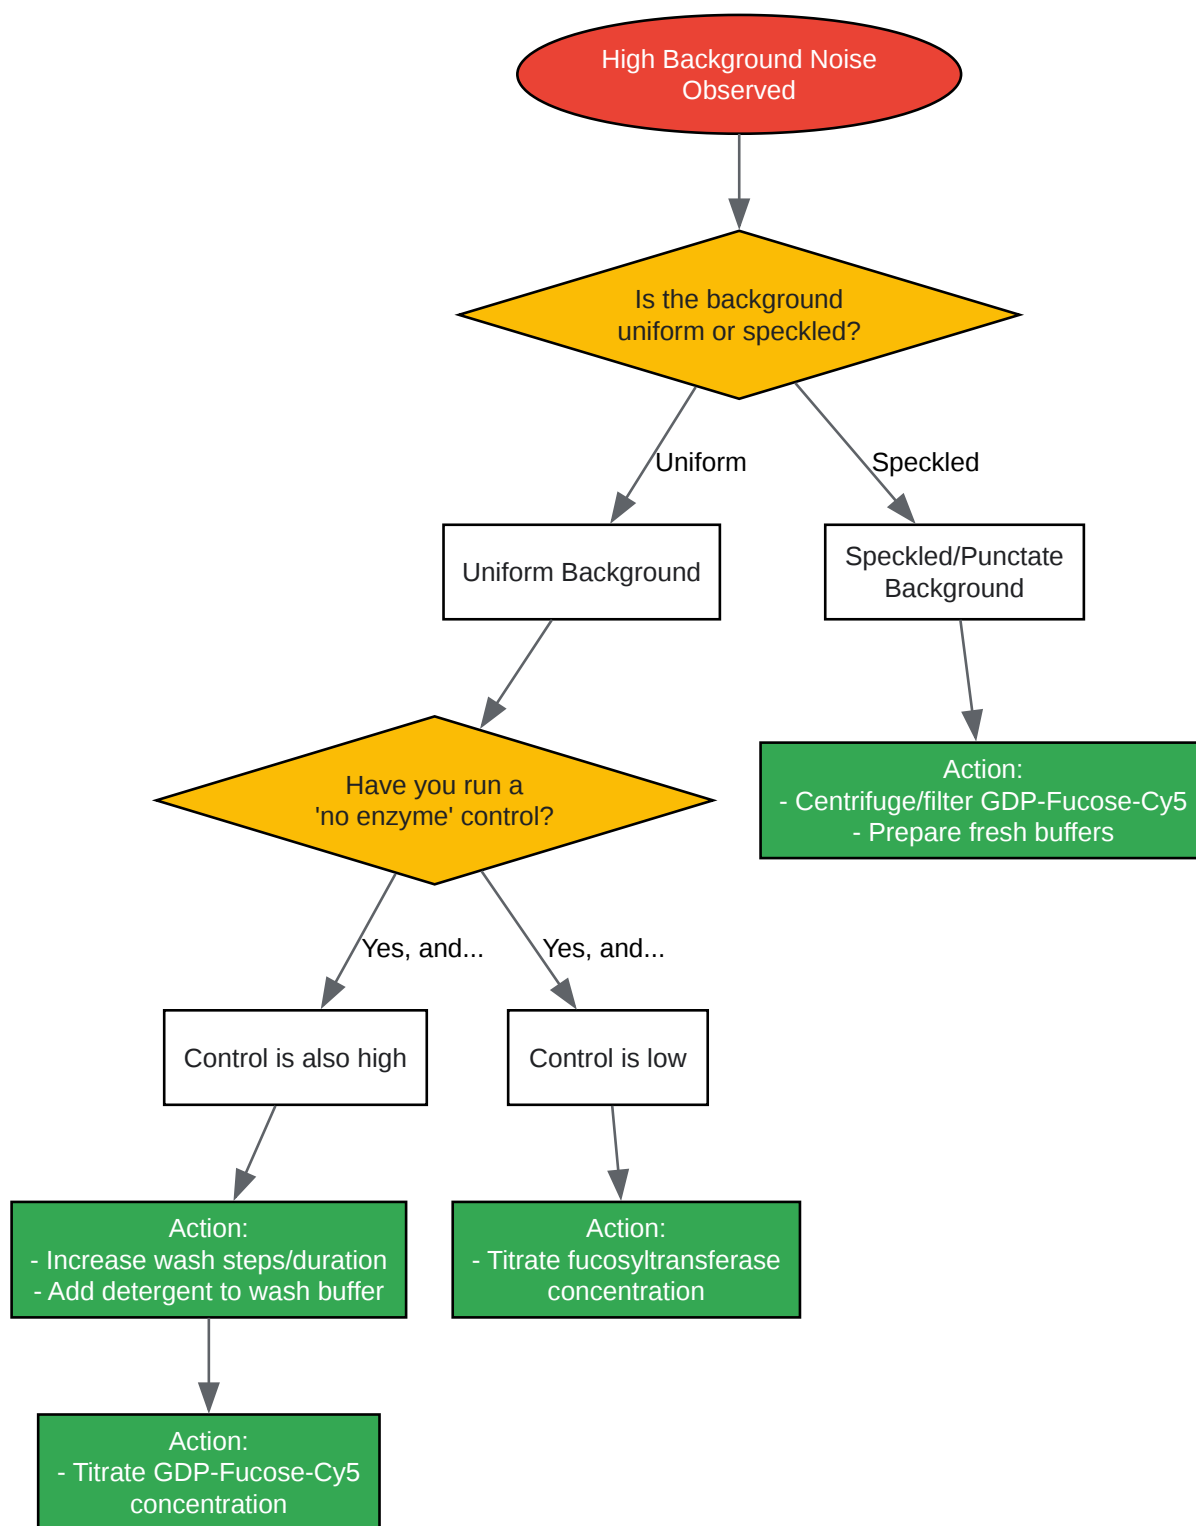 High Background Noise
Observed
Is the background
uniform or speckled?
Uniform
Speckled
Uniform Background
Speckled/Punctate
Background
Have you run a
'no enzyme' control?
Action:
- Centrifuge/filter GDP-Fucose-Cy5
- Prepare fresh buffers
Yes, and...
Yes, and...
Control is also high
Control is low
Action:
- Increase wash steps/duration
- Add detergent to wash buffer
Action:
- Titrate fucosyltransferase
concentration
Action:
- Titrate GDP-Fucose-Cy5
concentration